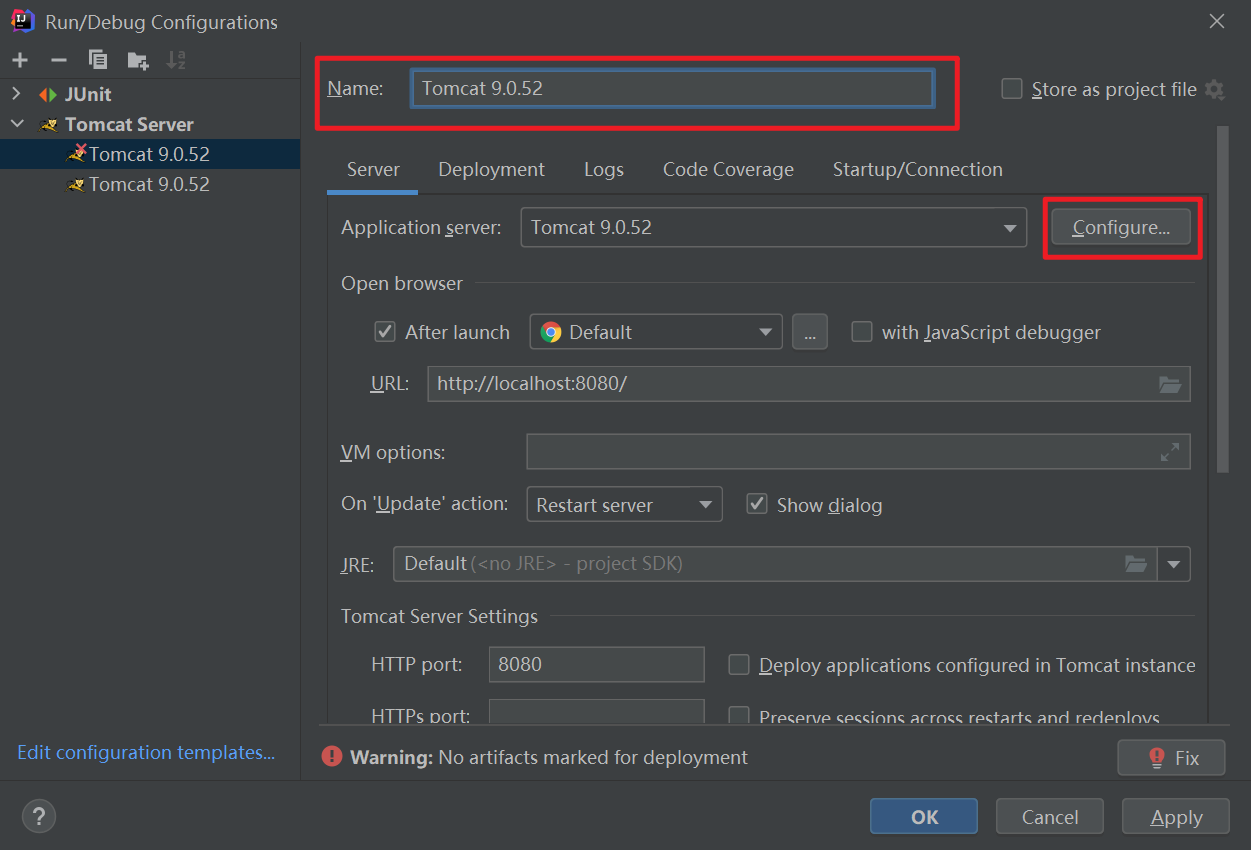 Run/Debug Configurations
JUnit
Tomcat Server
Tomcat 9.0.52
Tomcat 9.0.52
Edit configuration templates...
Name: Tomcat 9.0.52 Store as project file
Server Deployment Logs Code Coverage Startup/Connection
Application server: Tomcat 9.0.52 Configure...
Open browser
After launch Default ... with JavaScript debugger
URL: http://localhost:8080/
VM options:
On 'Update' action: Restart server Show dialog
JRE: Default (<no JRE> - project SDK)
Tomcat Server Settings
HTTP port: 8080 Deploy applications configured in Tomcat instance
HTTPs port: Preserve sessions across restarts and redeploys
Warning: No artifacts marked for deployment Fix
? OK Cancel Apply